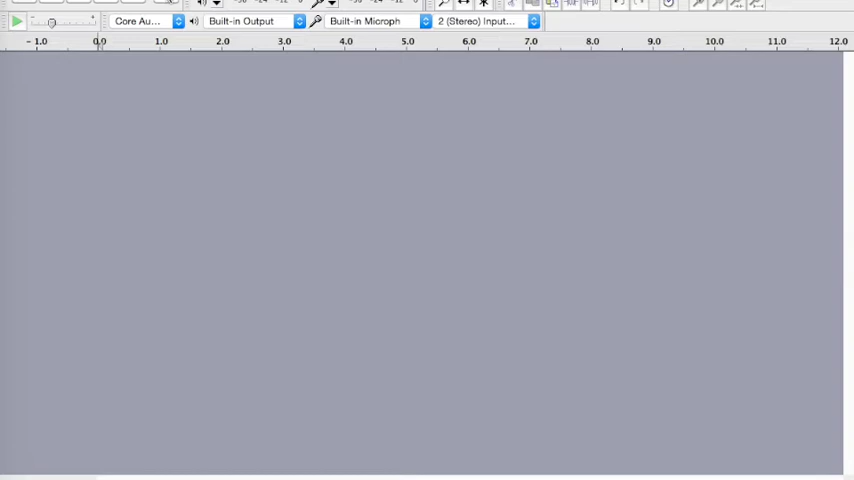 Core Au... Built-in Output Built-in Microph 2 (Stereo) Input...
- 1.0 0.0 1.0 2.0 3.0 4.0 5.0 6.0 7.0 8.0 9.0 10.0 11.0 12.0